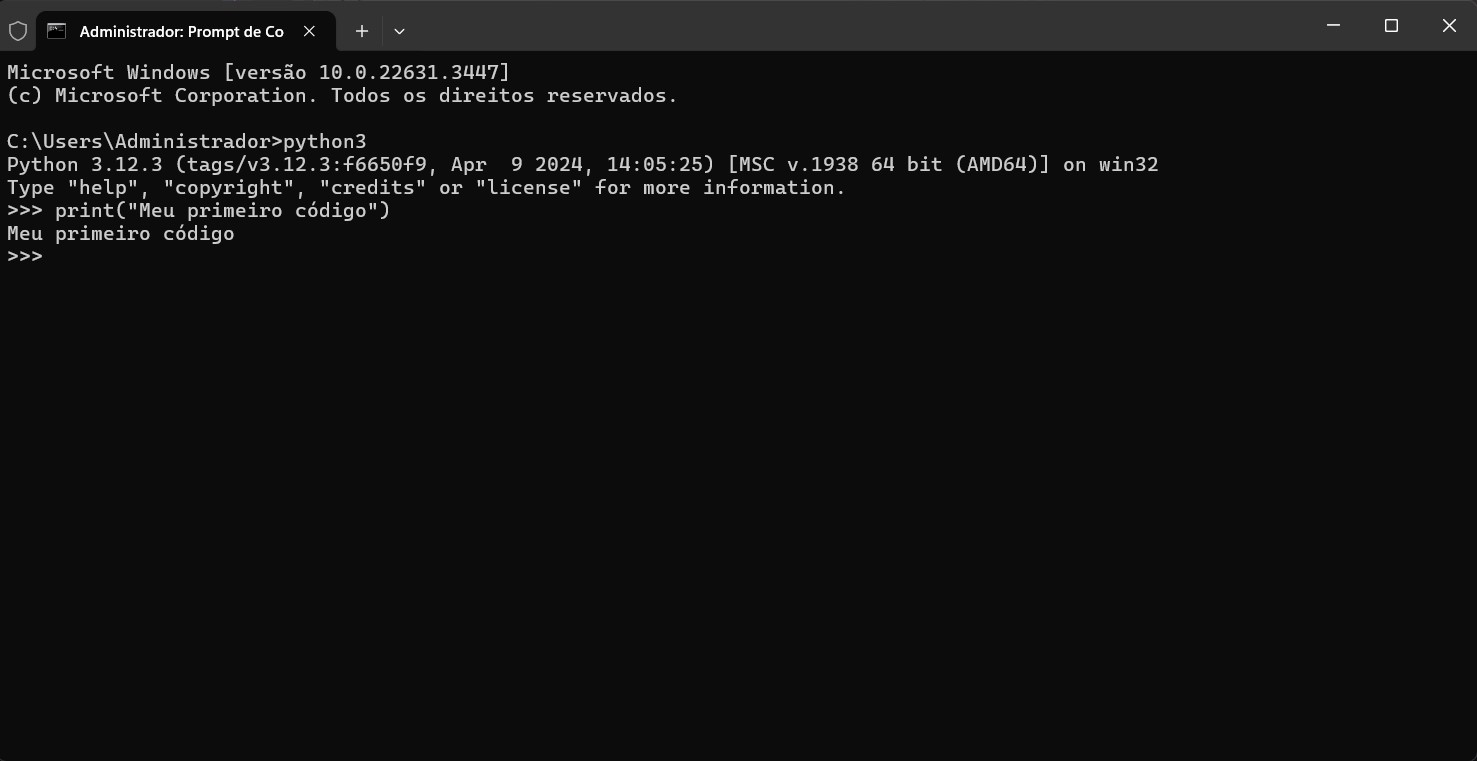 Administrador: Prompt de Co
Microsoft Windows [versão 10.0.22631.3447]
(c) Microsoft Corporation. Todos os direitos reservados.
C:\Users\Administrador>python3
Python 3.12.3 (tags/v3.12.3:f6650f9, Apr  9 2024, 14:05:25) [MSC v.1938 64 bit (AMD64)] on win32
Type "help", "copyright", "credits" or "license" for more information.
>>> print("Meu primeiro código")
Meu primeiro código
>>>